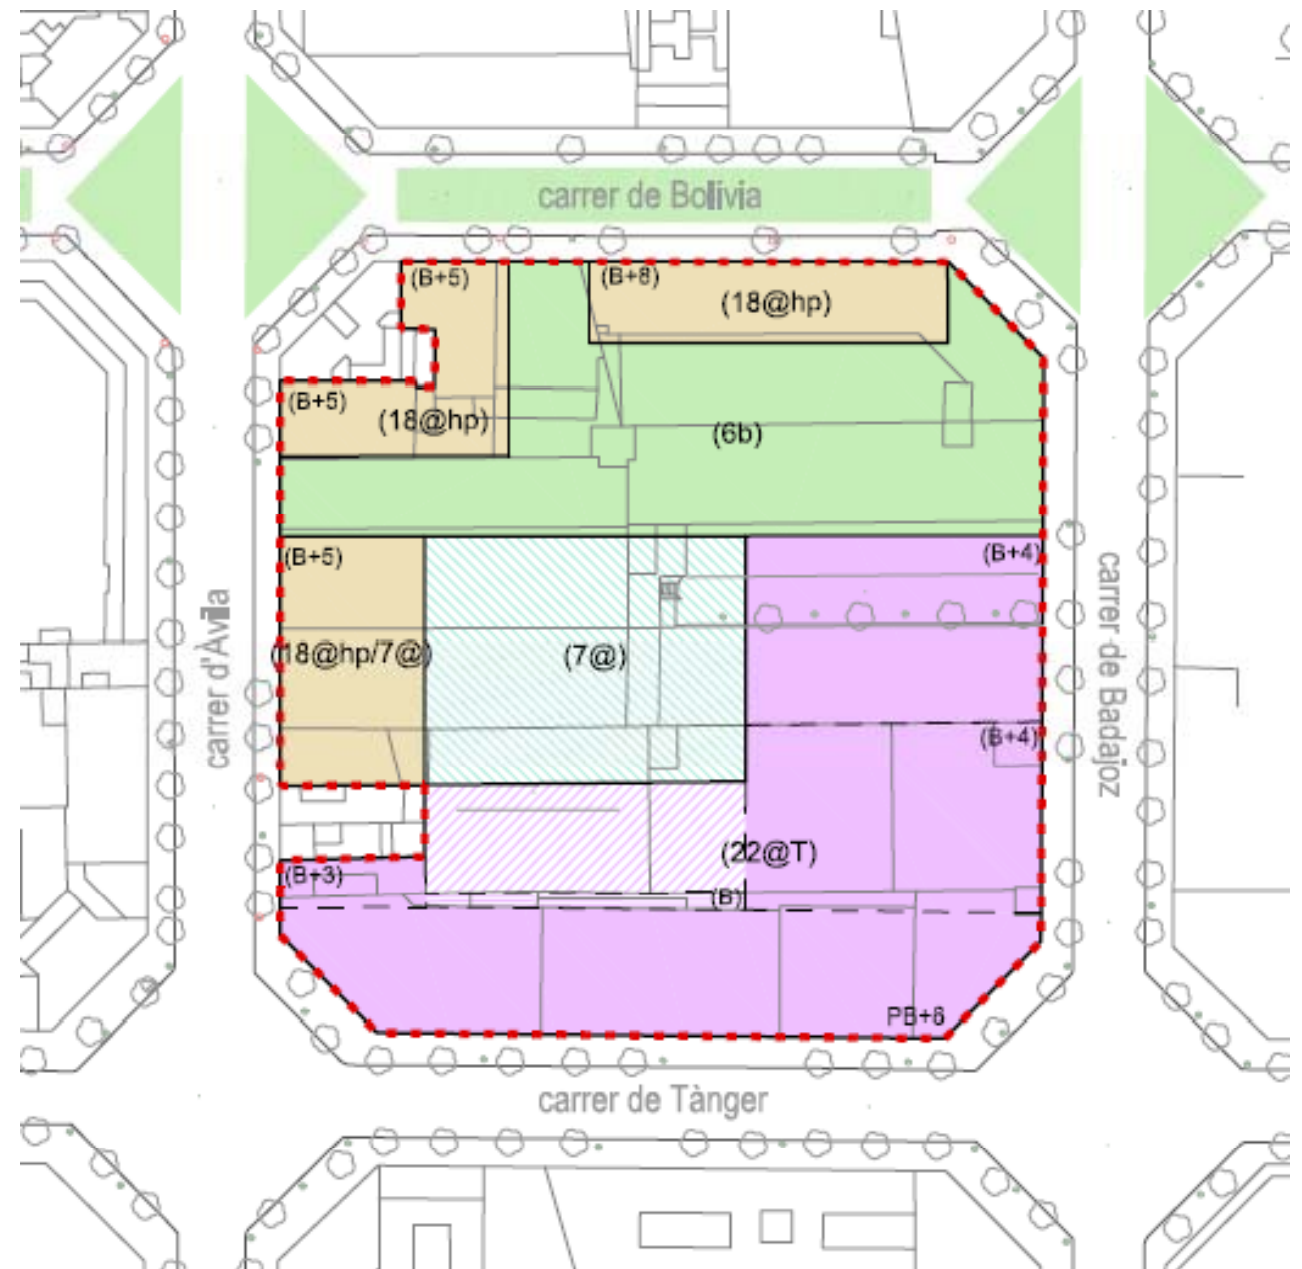 carrer de Bolívia
(B+5)
(B+8)
(18@hp)
(B+5)
(18@hp)
(6b)
(B+5)
(B+4)
carrer d'Àvila
carrer de Badajoz
(18@hp/7@)
(7@)
(B+4)
(22@T)
(B+3)
(B)
PB+6
carrer de Tànger